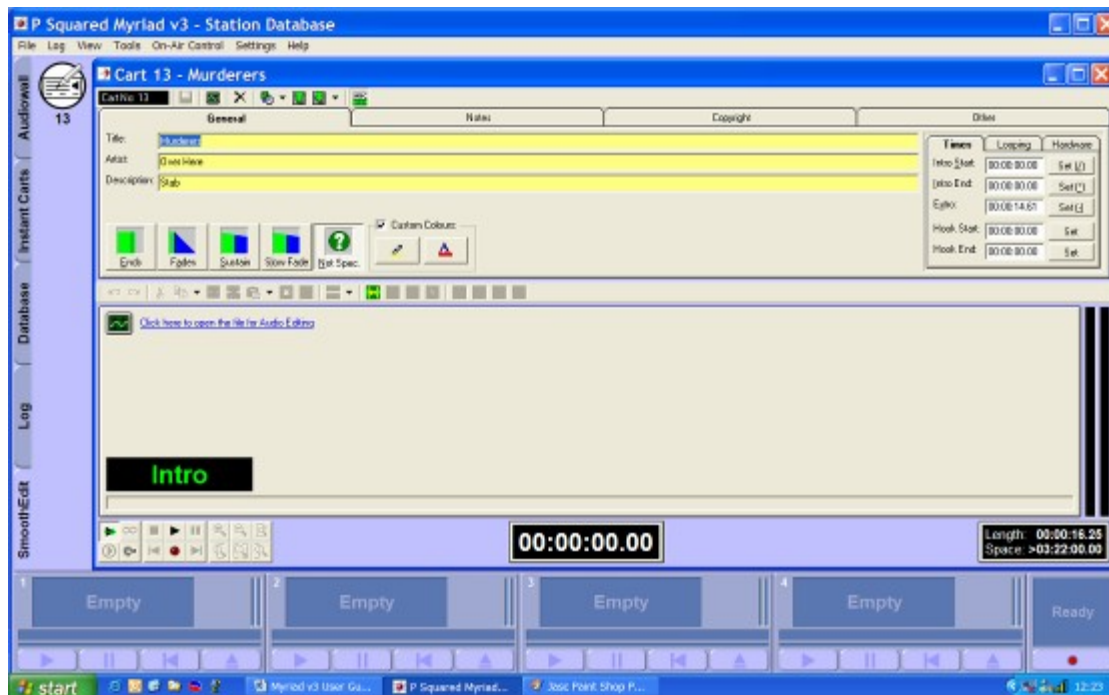 P Squared Myriad v3 - Station Database
File Log View Tools On-Air Control Settings Help
Cart 13 - Murderers
CartNo 13
13
General Notes Copyright Other
Title: Murderers
Artist: Over Here
Description: Stab
Times Looping Hardware
Intro Start: 00:00:00.00 Set (/)
Intro End: 00:00:00.00 Set (*)
Extro: 00:00:14.61 Set (-)
Hook Start: 00:00:00.00 Set
Hook End: 00:00:00.00 Set
Custom Colours:
Ends Fades Sustain Slow Fade Not Spec.
Click here to open the file for Audio Editing
Intro
Audiowall
Instant Carts
Database
Log
SmoothEdit
00:00:00.00
Length: 00:00:16.25
Space: >03:22:00.00
1 Empty
2 Empty
3 Empty
4 Empty
Ready
start Myriad v3 User Gu... P Squared Myriad... Jasc Paint Shop P... 12:23